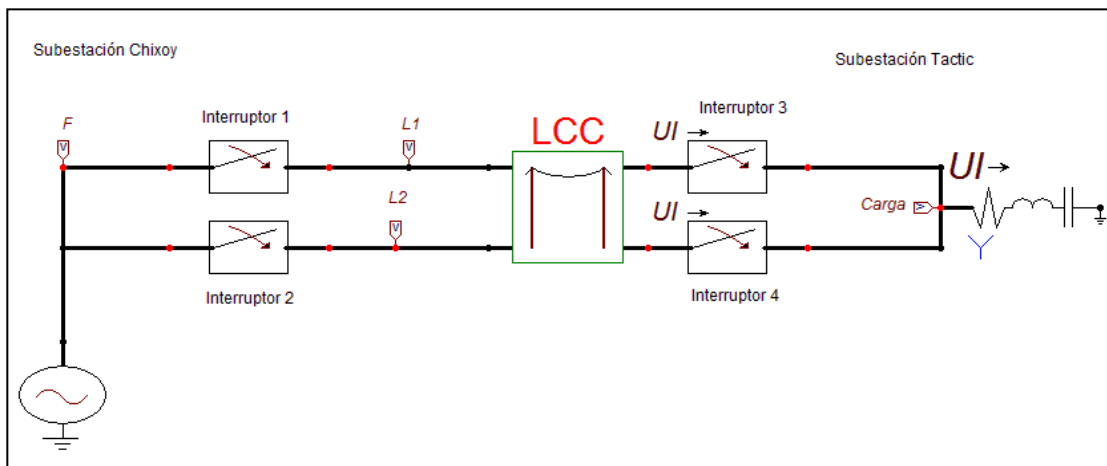 Subestación Chixoy
Subestación Tactic
F
V
Interruptor 1
L1
V
LCC
UI
Interruptor 3
UI
L2
V
UI
Carga
V
Interruptor 2
Interruptor 4
Y